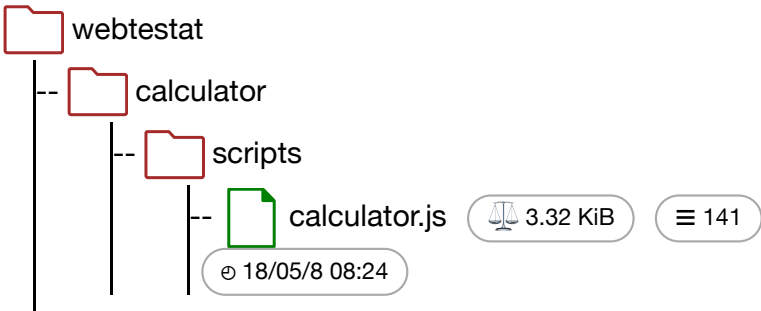 webtestat
-- calculator
-- scripts
-- calculator.js ⚖ 3.32 KiB ≡ 141
◴ 18/05/8 08:24